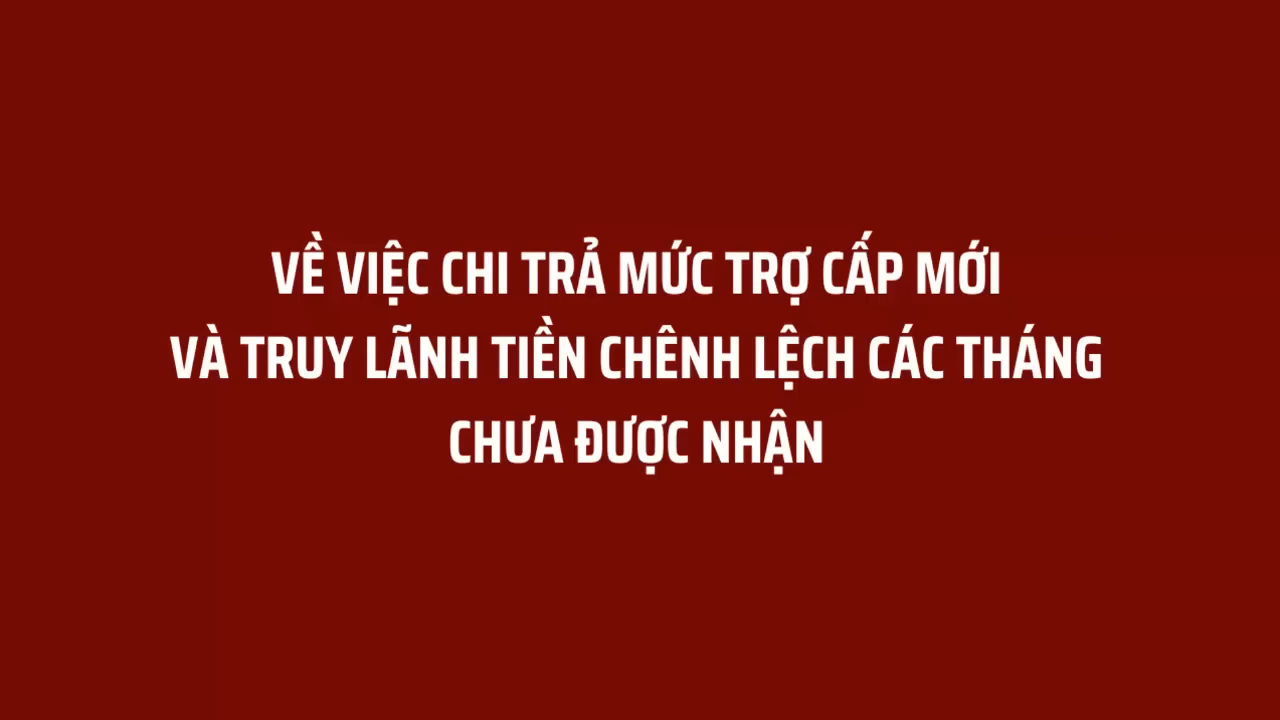 VỀ VIỆC CHI TRẢ MỨC TRỢ CẤP MỚI
VÀ TRUY LÃNH TIỀN CHÊNH LỆCH CÁC THÁNG
CHƯA ĐƯỢC NHẬN